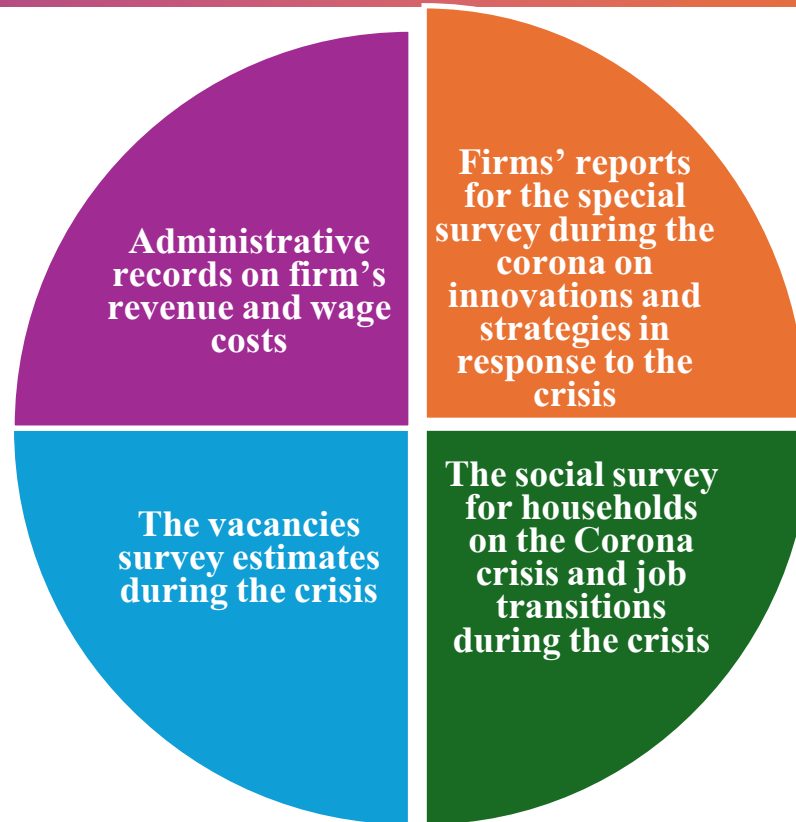 Administrative
records on firm's
revenue and wage
costs
Firms’ reports
for the special
survey during the
corona on
innovations and
strategies in
response to the
crisis
The vacancies
survey estimates
during the crisis
The social survey
for households
on the Corona
crisis and job
transitions
during the crisis